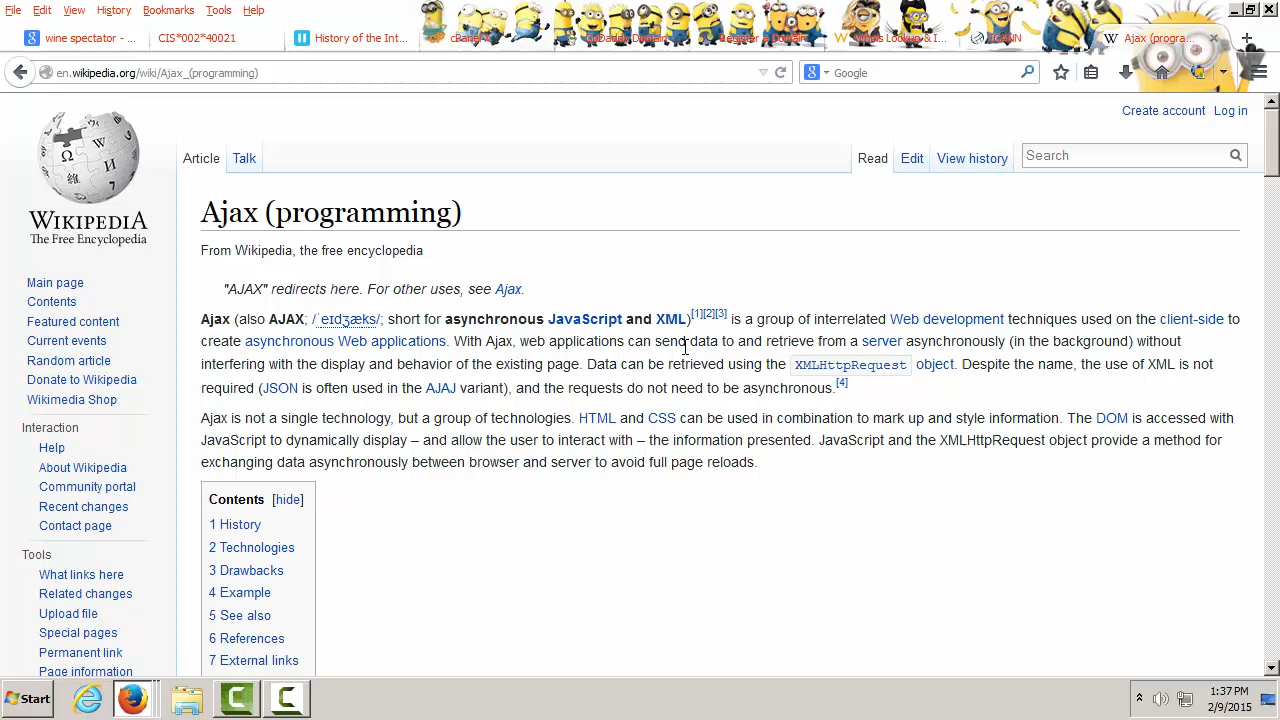 File Edit View History Bookmarks Tools Help
wine spectator - ... CIS*002*40021 History of the Int... cPanel X GoDaddy Domain... Register a Domain... Whois Lookup & I... ICANN Ajax (progra...
en.wikipedia.org/wiki/Ajax_(programming) Google
Create account Log in
Article Talk Read Edit View history Search
WIKIPEDIA
The Free Encyclopedia
Ajax (programming)
From Wikipedia, the free encyclopedia
"AJAX" redirects here. For other uses, see Ajax.
Ajax (also AJAX; /ˈeɪdʒæks/; short for asynchronous JavaScript and XML)[1][2][3] is a group of interrelated Web development techniques used on the client-side to
create asynchronous Web applications. With Ajax, web applications can send data to and retrieve from a server asynchronously (in the background) without
interfering with the display and behavior of the existing page. Data can be retrieved using the XMLHttpRequest object. Despite the name, the use of XML is not
required (JSON is often used in the AJAJ variant), and the requests do not need to be asynchronous.[4]
Ajax is not a single technology, but a group of technologies. HTML and CSS can be used in combination to mark up and style information. The DOM is accessed with
JavaScript to dynamically display – and allow the user to interact with – the information presented. JavaScript and the XMLHttpRequest object provide a method for
exchanging data asynchronously between browser and server to avoid full page reloads.
Contents [hide]
1 History
2 Technologies
3 Drawbacks
4 Example
5 See also
6 References
7 External links
Main page
Contents
Featured content
Current events
Random article
Donate to Wikipedia
Wikimedia Shop
Interaction
Help
About Wikipedia
Community portal
Recent changes
Contact page
Tools
What links here
Related changes
Upload file
Special pages
Permanent link
Page information
Start
1:37 PM
2/9/2015